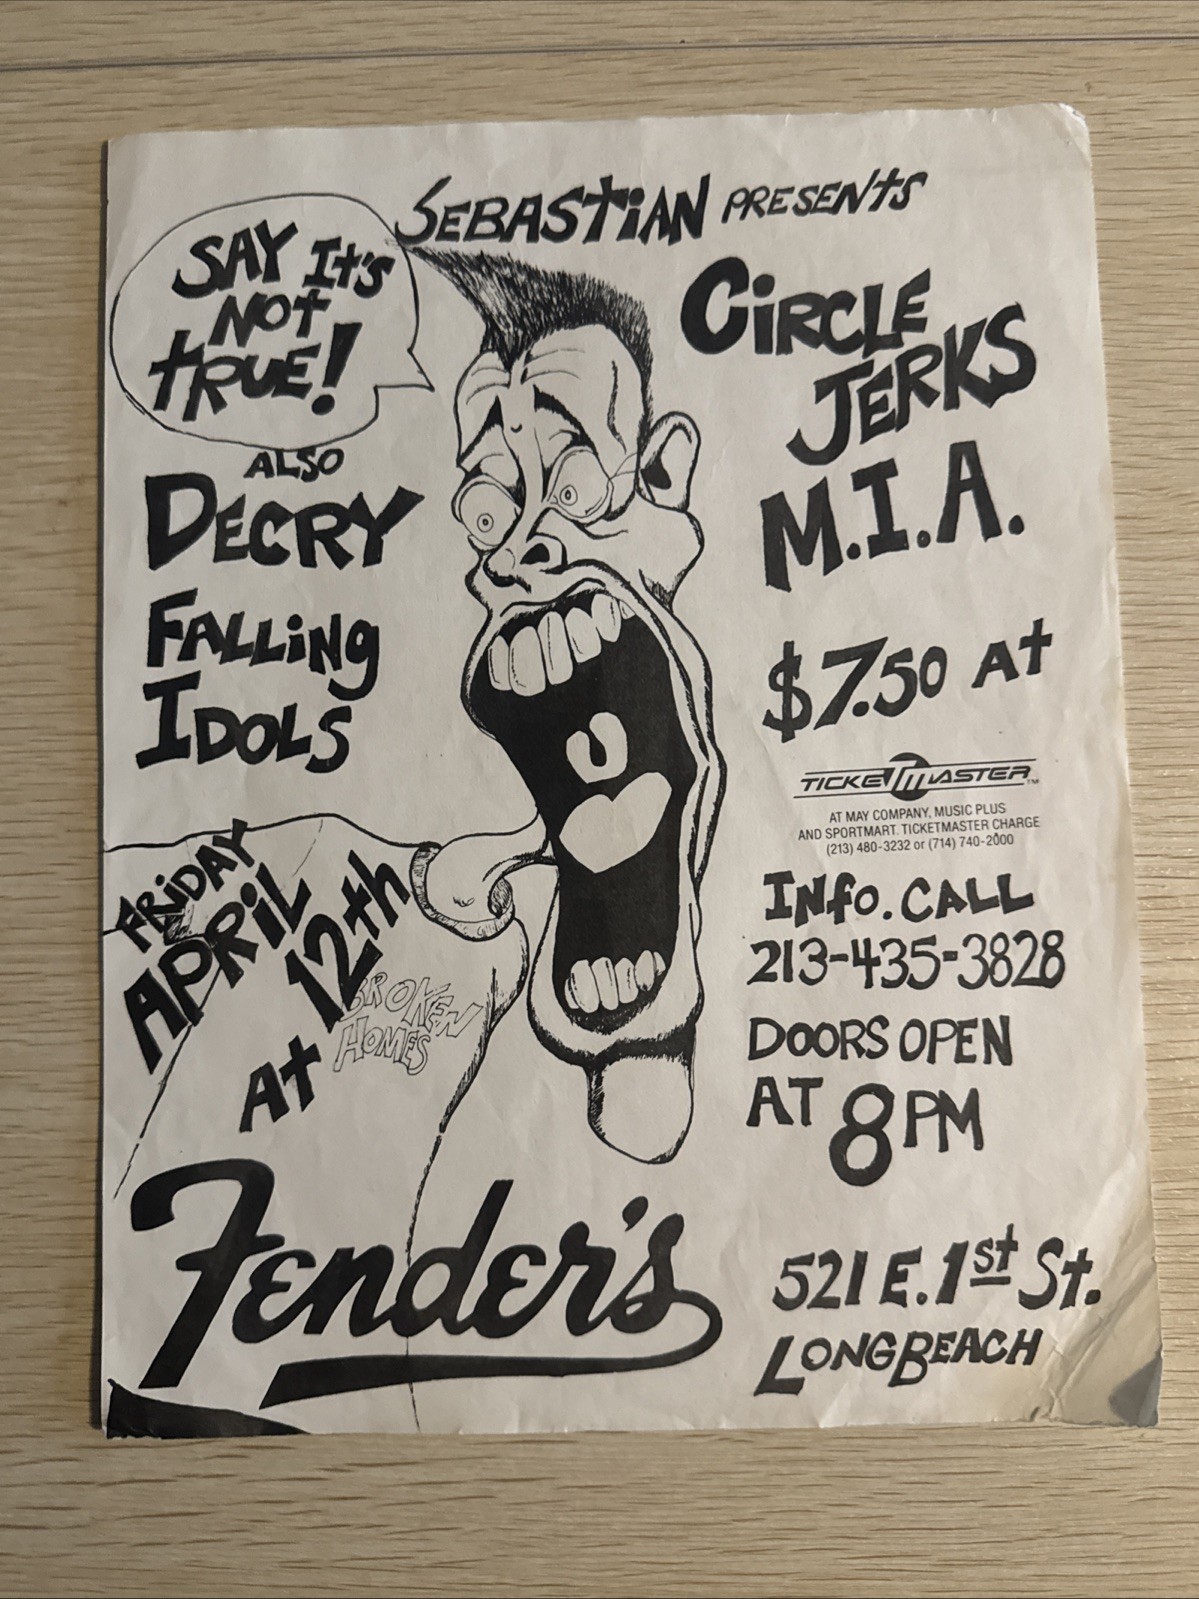 SEBASTIAN PRESENTS
SAY It's
NOt
tRUE!
CiRCLE
JERKS
M.I.A.
ALSO
DECRY
FALLiNg
IDOLS
$7.50 At
TICKETMASTER™
AT MAY COMPANY, MUSIC PLUS
AND SPORTMART. TICKETMASTER CHARGE
(213) 480-3232 or (714) 740-2000
FRiDAY
APRiL
12th
At
BROKEN
HOMES
INfo. CALL
213-435-3828
DOORS OPEN
AT 8PM
Fender's
521 E. 1st St.
LONGBEACH